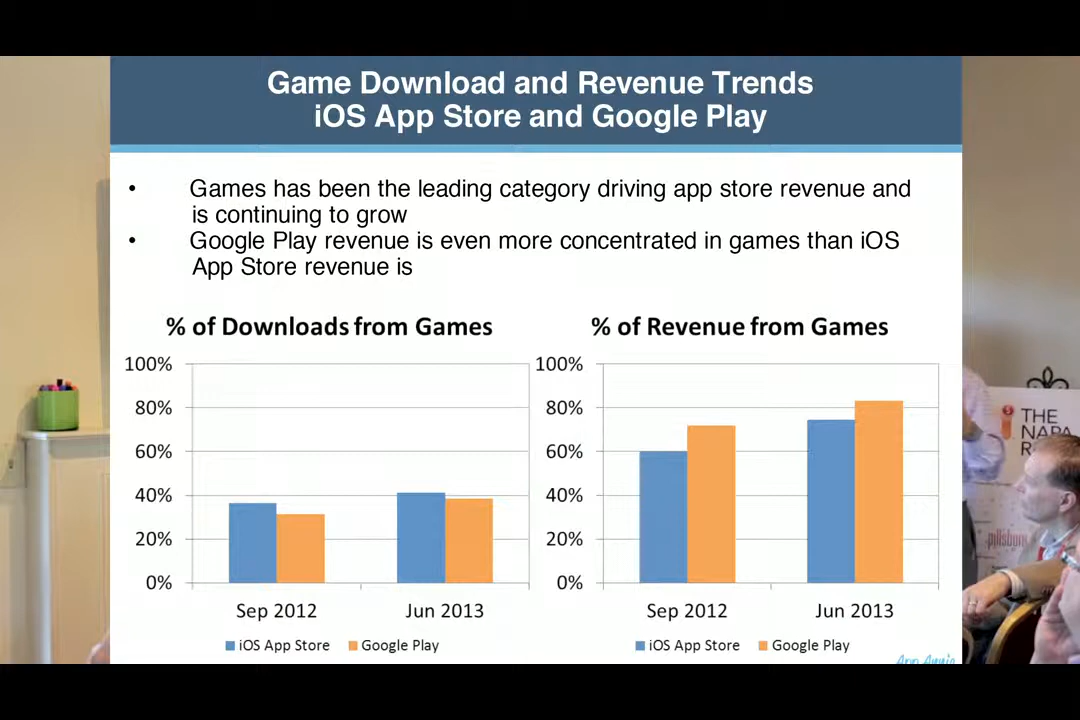 Game Download and Revenue Trends
iOS App Store and Google Play
• Games has been the leading category driving app store revenue and
is continuing to grow
• Google Play revenue is even more concentrated in games than iOS
App Store revenue is
% of Downloads from Games
100%
80%
60%
40%
20%
0%
Sep 2012
Jun 2013
iOS App Store
Google Play
% of Revenue from Games
100%
80%
60%
40%
20%
0%
Sep 2012
Jun 2013
iOS App Store
Google Play
App Annie
THE
NAPA
R
pillsbury